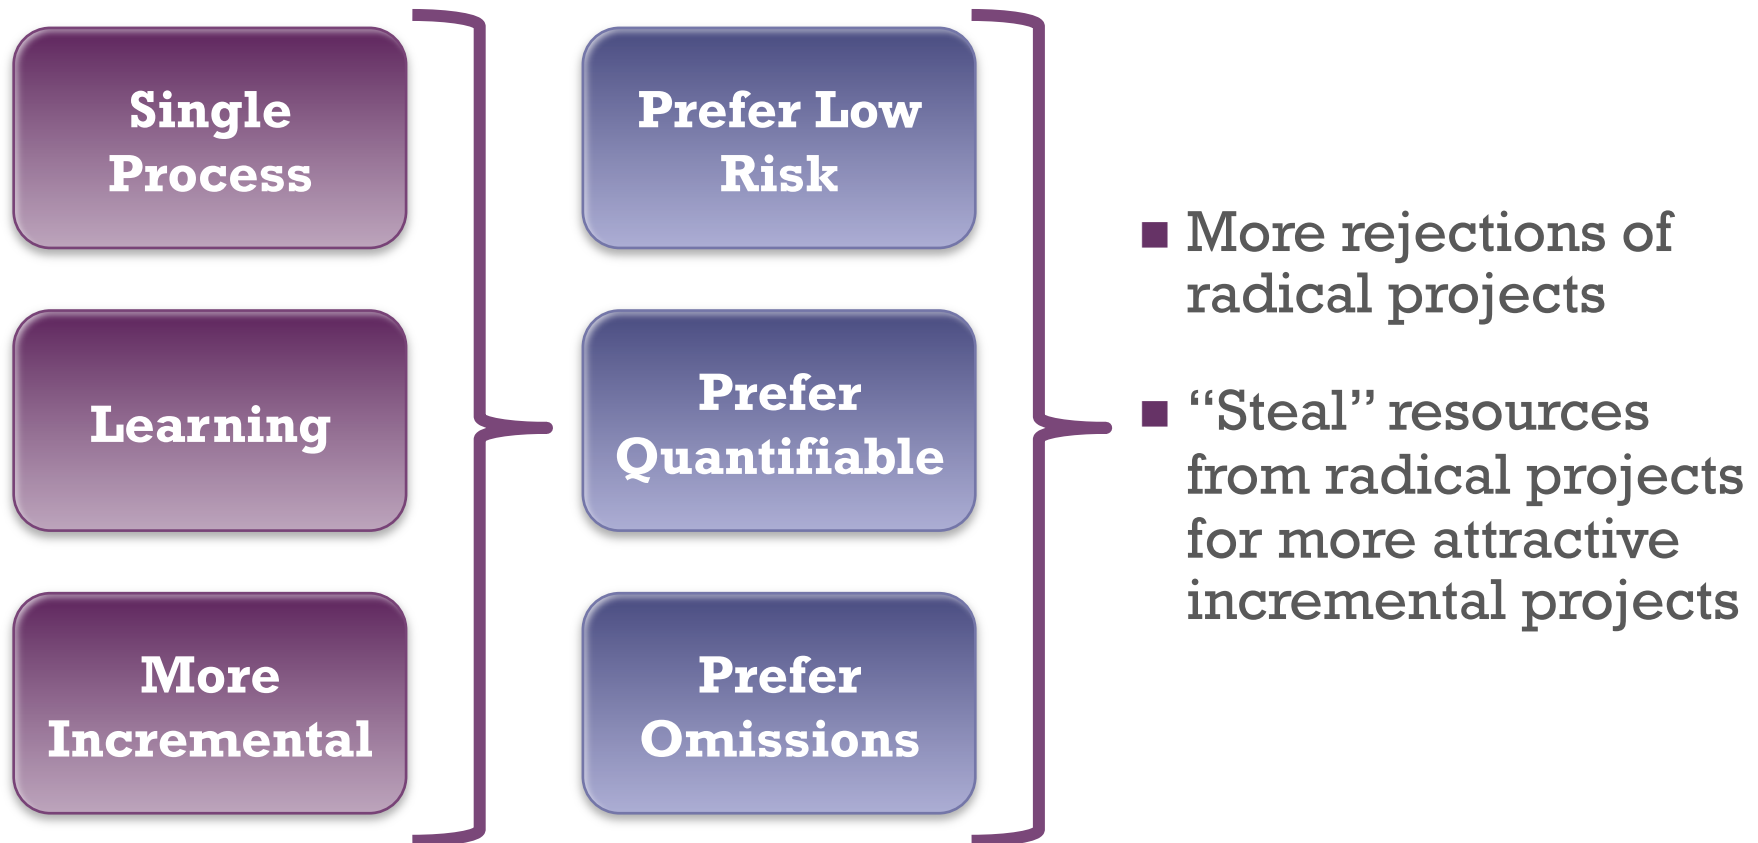 Single
Process
Learning
More
Incremental
Prefer Low
Risk
Prefer
Quantifiable
Prefer
Omissions
More rejections of
radical projects
“Steal” resources
from radical projects
for more attractive
incremental projects